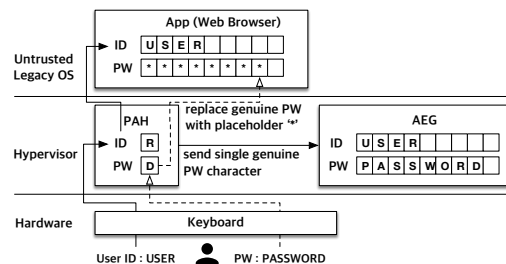 App (Web Browser)
ID U S E R
PW * * * * * * * *
Untrusted
Legacy OS
replace genuine PW
with placeholder '*'
PAH
AEG
ID R
ID U S E R
Hypervisor
PW D
send single genuine
PW character
PW P A S S W O R D
Hardware
Keyboard
User ID : USER
PW : PASSWORD